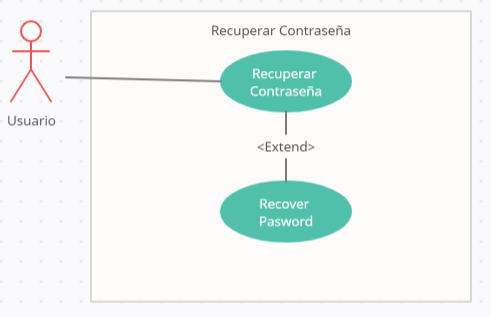 Recuperar Contraseña
Recuperar
Contraseña
Usuario
<Extend>
Recover
Pasword